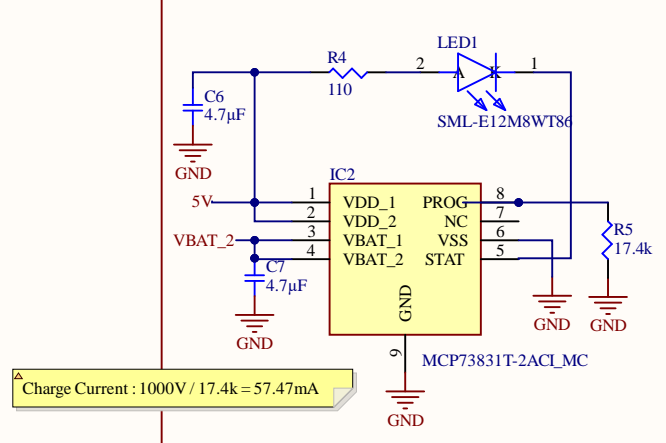 LED1
R4
110
2
A
K
1
SML-E12M8WT86
C6
4.7µF
GND
IC2
5V
1
VDD_1
PROG
8
2
VDD_2
NC
7
VBAT_2
3
VBAT_1
VSS
6
4
VBAT_2
STAT
5
R5
17.4k
C7
4.7µF
GND
GND
GND
GND
9
MCP73831T-2ACI_MC
GND
Charge Current : 1000V / 17.4k = 57.47mA